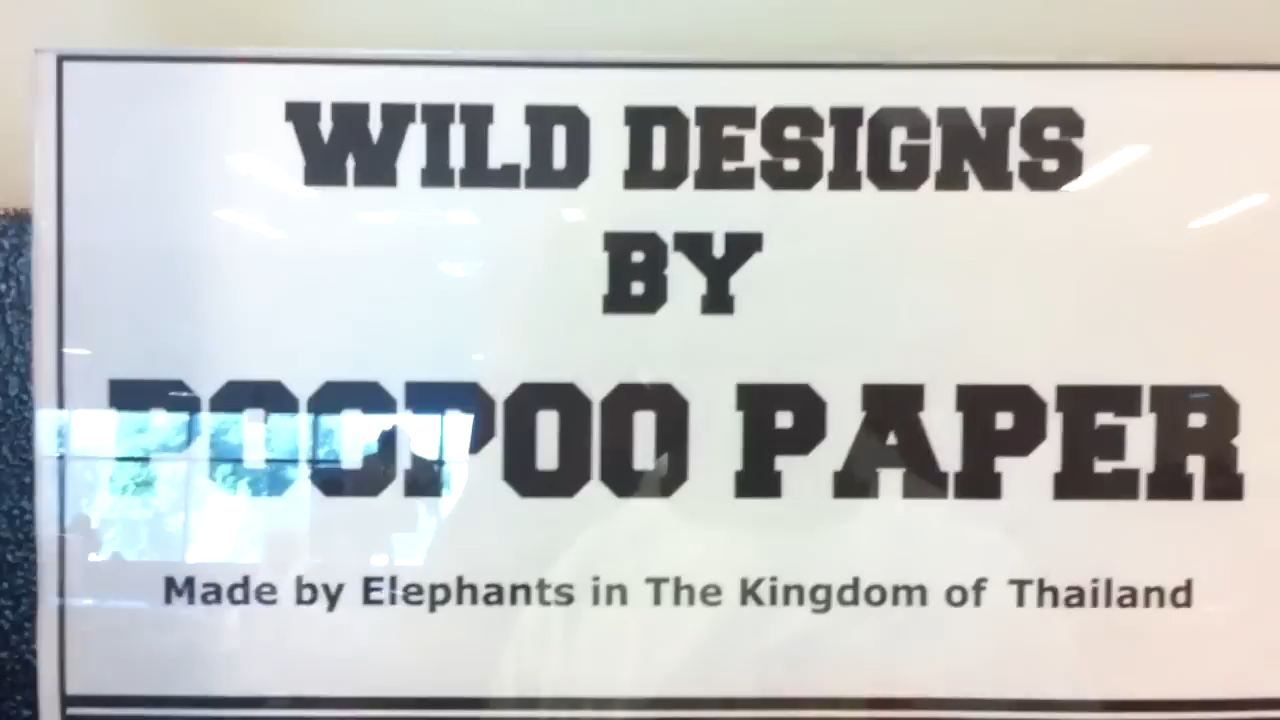 WILD DESIGNS
BY
POOPOO PAPER
Made by Elephants in The Kingdom of Thailand